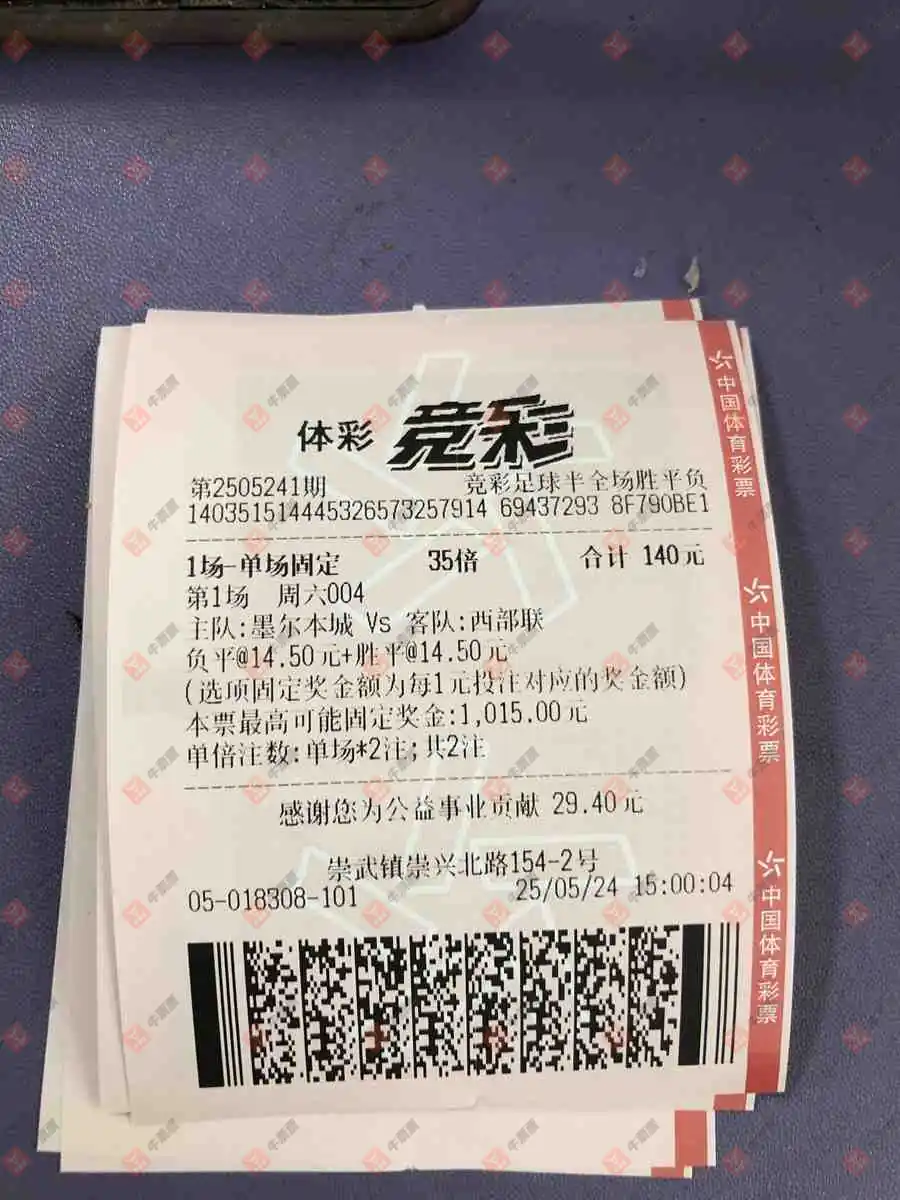 体彩 竞彩
第2505241期 竞彩足球半全场胜平负
140351514445326573257914 69437293 8F790BE1
1场-单场固定 35倍 合计 140元
第1场 周六004
主队:墨尔本城 Vs 客队:西部联
负平@14.50元+胜平@14.50元
(选项固定奖金额为每1元投注对应的奖金额)
本票最高可能固定奖金:1,015.00元
单倍注数:单场*2注;共2注
感谢您为公益事业贡献 29.40元
崇武镇崇兴北路154-2号
05-018308-101 25/05/24 15:00:04
中国体育彩票
中国体育彩票
中国体育彩票